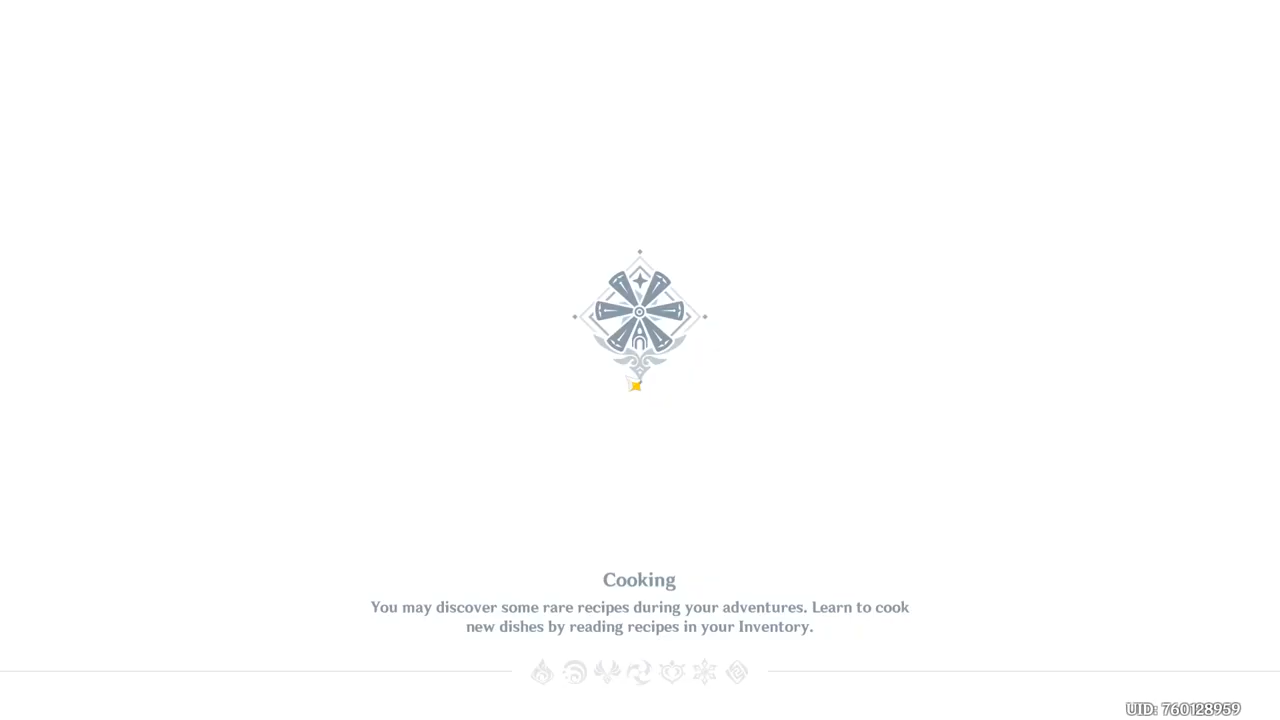 Cooking
You may discover some rare recipes during your adventures. Learn to cook
new dishes by reading recipes in your Inventory.
UID: 760128959